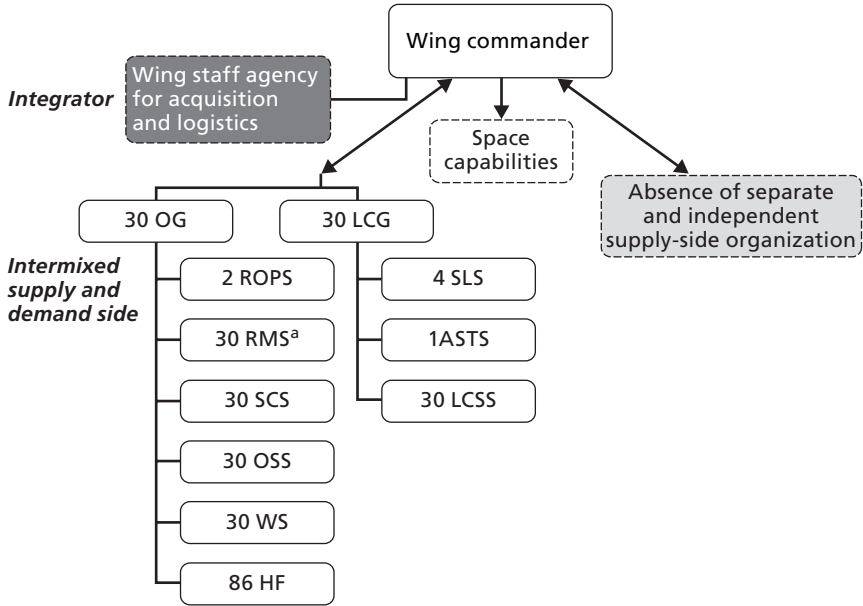 Wing commander
Integrator
Wing staff agency
for acquisition
and logistics
Space
capabilities
Absence of separate
and independent
supply-side organization
30 OG
30 LCG
Intermixed
supply and
demand side
2 ROPS
30 RMSᵃ
30 SCS
30 OSS
30 WS
86 HF
4 SLS
1ASTS
30 LCSS